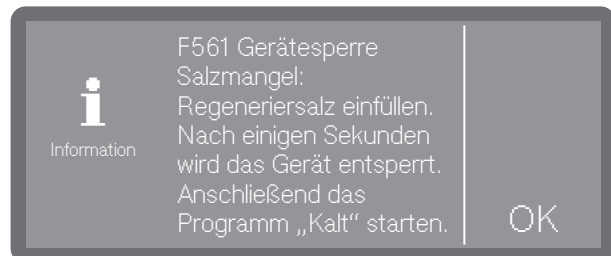 F561 Gerätesperre
Salzmangel:
Regeneriersalz einfüllen.
Nach einigen Sekunden
wird das Gerät entsperrt.
Anschließend das
Programm „Kalt“ starten.
Information
OK